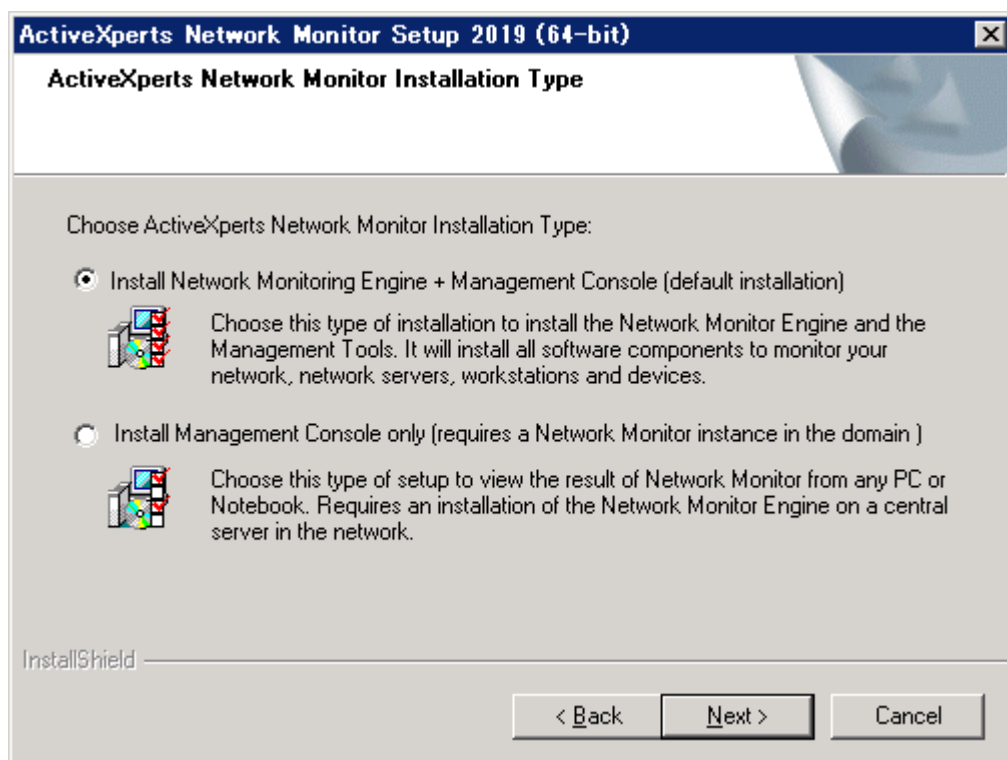 ActiveXperts Network Monitor Setup 2019 (64-bit)
ActiveXperts Network Monitor Installation Type
Choose ActiveXperts Network Monitor Installation Type:
Install Network Monitoring Engine + Management Console (default installation)
Choose this type of installation to install the Network Monitor Engine and the
Management Tools. It will install all software components to monitor your
network, network servers, workstations and devices.
Install Management Console only (requires a Network Monitor instance in the domain )
Choose this type of setup to view the result of Network Monitor from any PC or
Notebook. Requires an installation of the Network Monitor Engine on a central
server in the network.
InstallShield
< Back
Next >
Cancel